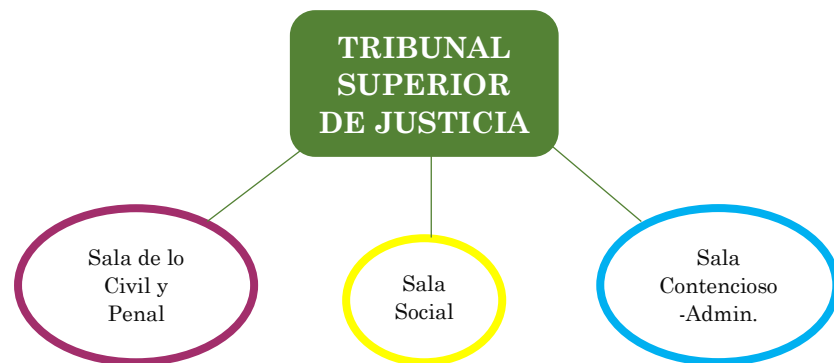 TRIBUNAL
SUPERIOR
DE JUSTICIA
Sala de lo
Civil y
Penal
Sala
Social
Sala
Contencioso
-Admin.